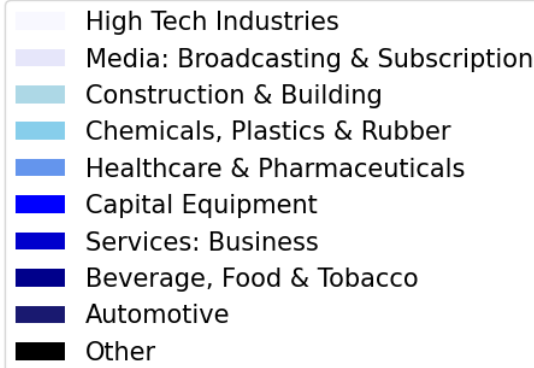 High Tech Industries
Media: Broadcasting & Subscription
Construction & Building
Chemicals, Plastics & Rubber
Healthcare & Pharmaceuticals
Capital Equipment
Services: Business
Beverage, Food & Tobacco
Automotive
Other